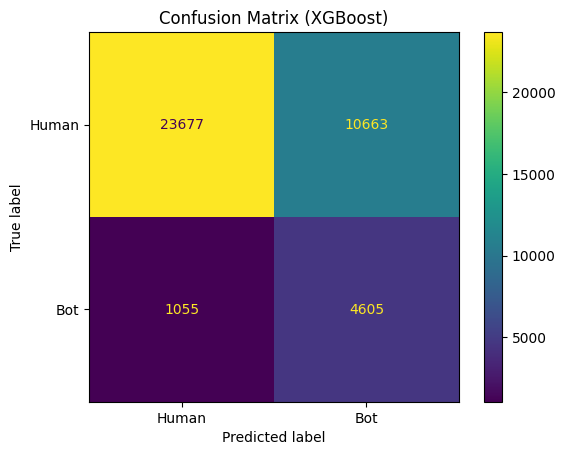 Confusion Matrix (XGBoost)
Human
23677
10663
Bot
1055
4605
True label
Human
Bot
Predicted label
20000
15000
10000
5000